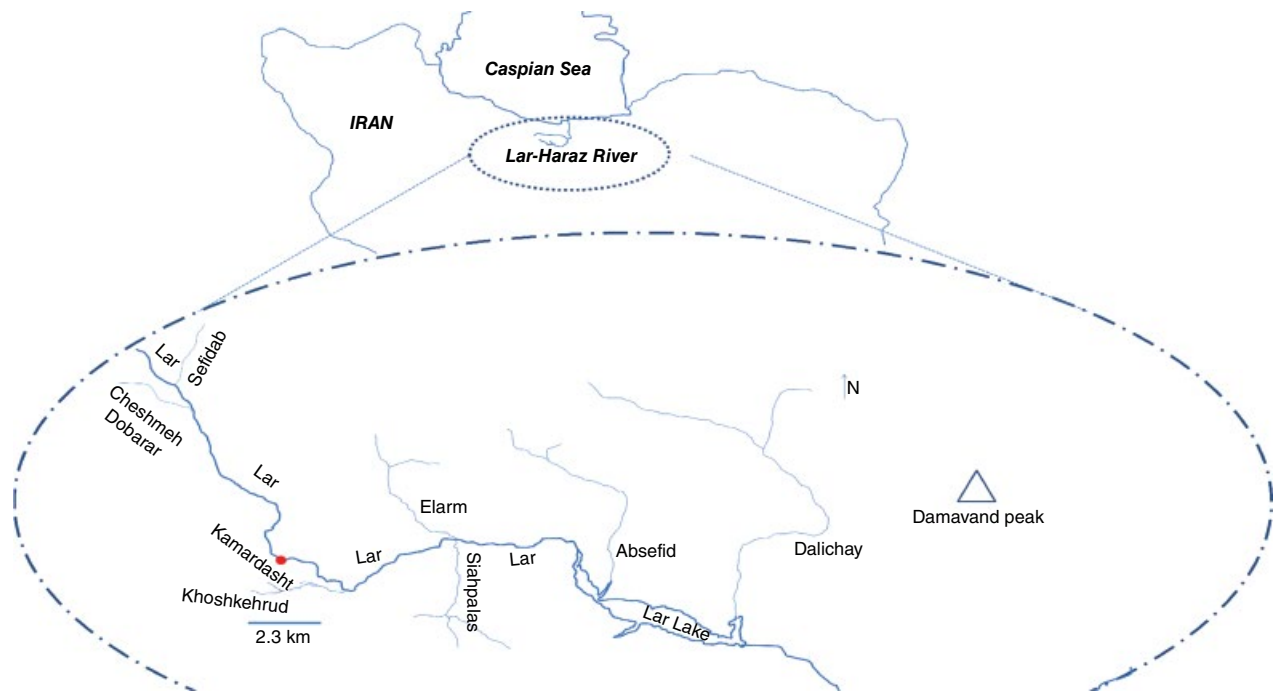 Caspian Sea
IRAN
Lar-Haraz River
Lar
Sefidab
Cheshmeh
Dobarar
N
Lar
Elarm
Damavand peak
Kamardasht
Lar
Lar
Absefid
Dalichay
Siahpalas
Khoshkehrud
Lar Lake
2.3 km